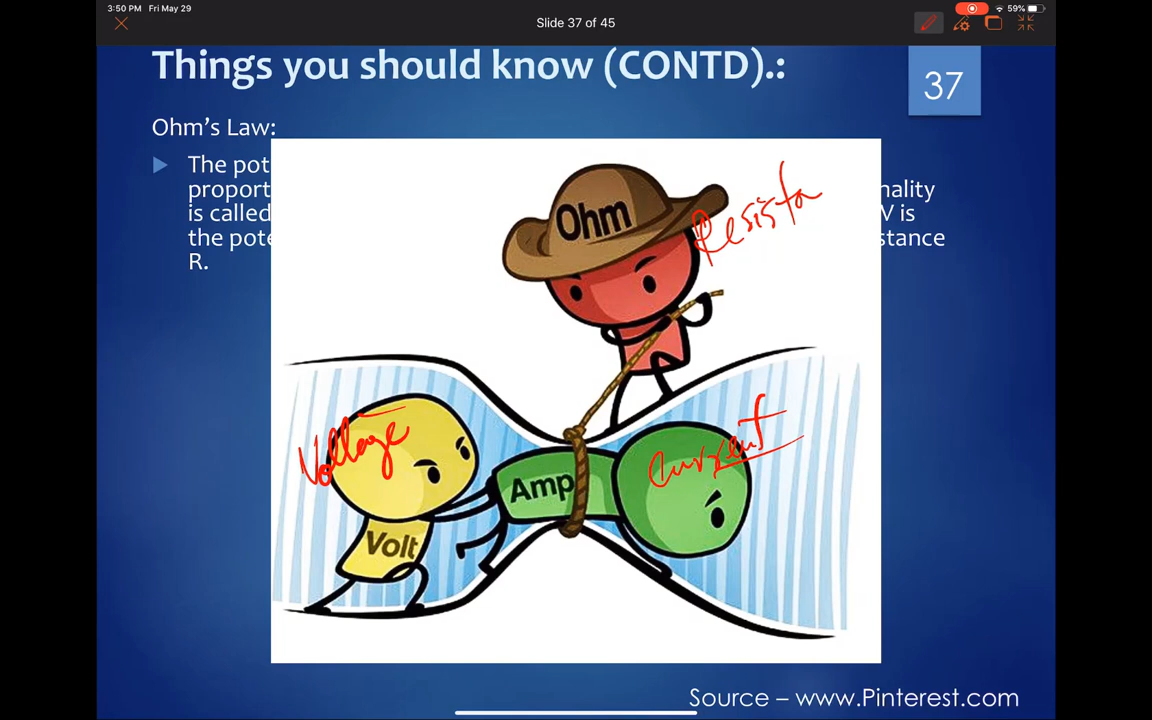 3:50 PM Fri May 29
59%
Slide 37 of 45
Things you should know (CONTD).:
37
Ohm's Law:
The pot
proport nality
is called V is
the pote stance
R.
Ohm
Resista
Voltage
Current
Amp
Volt
Source – www.Pinterest.com